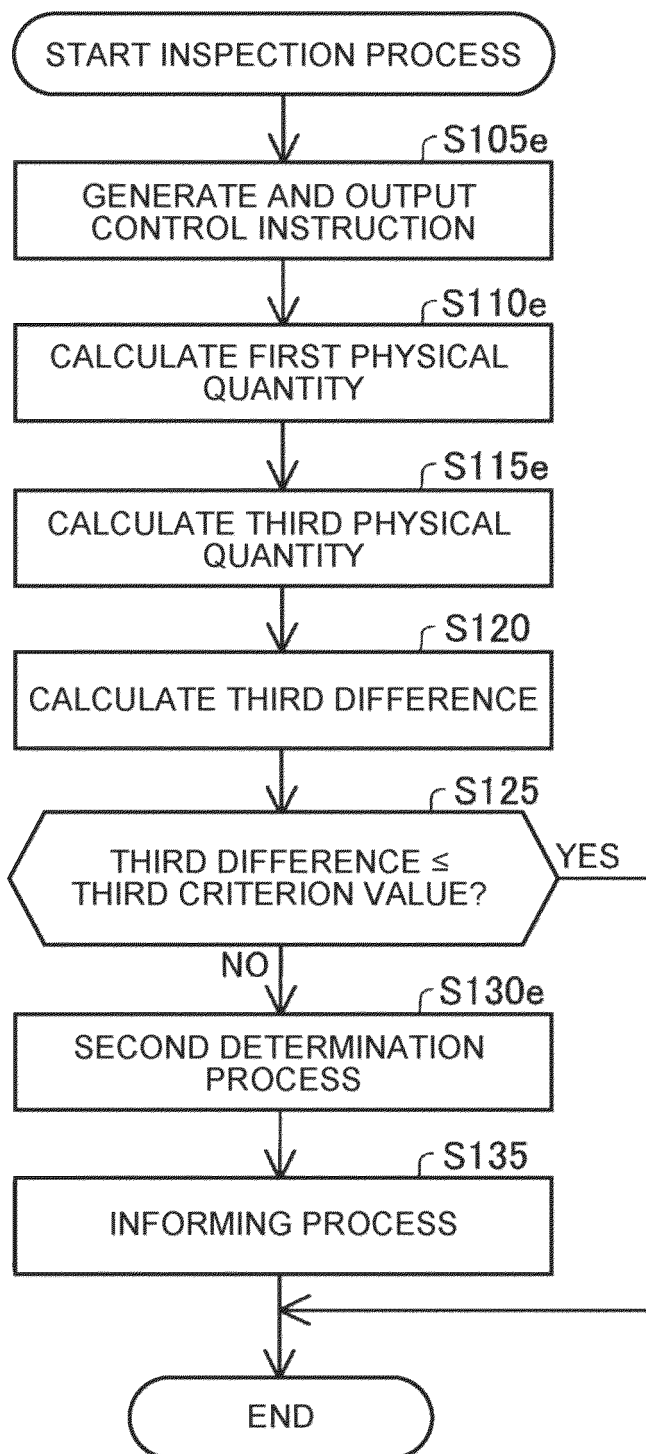 START INSPECTION PROCESS
S105e
GENERATE AND OUTPUT
CONTROL INSTRUCTION
S110e
CALCULATE FIRST PHYSICAL
QUANTITY
S115e
CALCULATE THIRD PHYSICAL
QUANTITY
S120
CALCULATE THIRD DIFFERENCE
S125
THIRD DIFFERENCE ≤
THIRD CRITERION VALUE?
YES
NO
S130e
SECOND DETERMINATION
PROCESS
S135
INFORMING PROCESS
END